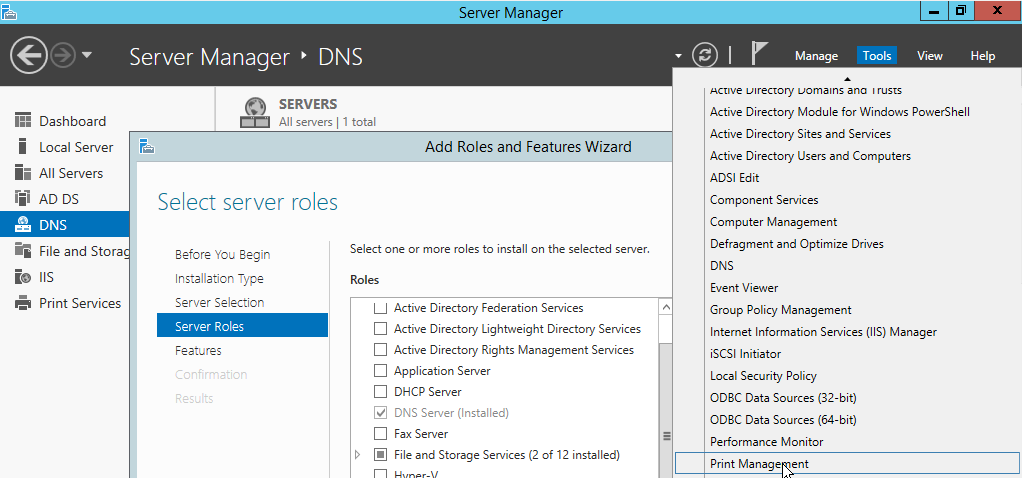 Server Manager
Server Manager • DNS
Manage
Tools
View
Help
Dashboard
Local Server
All Servers
AD DS
DNS
File and Storag
IIS
Print Services
SERVERS
All servers | 1 total
Add Roles and Features Wizard
Select server roles
Before You Begin
Installation Type
Server Selection
Server Roles
Features
Confirmation
Results
Select one or more roles to install on the selected server.
Roles
Active Directory Federation Services
Active Directory Lightweight Directory Services
Active Directory Rights Management Services
Application Server
DHCP Server
DNS Server (Installed)
Fax Server
File and Storage Services (2 of 12 installed)
Hyper-V
Active Directory Domains and Trusts
Active Directory Module for Windows PowerShell
Active Directory Sites and Services
Active Directory Users and Computers
ADSI Edit
Component Services
Computer Management
Defragment and Optimize Drives
DNS
Event Viewer
Group Policy Management
Internet Information Services (IIS) Manager
iSCSI Initiator
Local Security Policy
ODBC Data Sources (32-bit)
ODBC Data Sources (64-bit)
Performance Monitor
Print Management